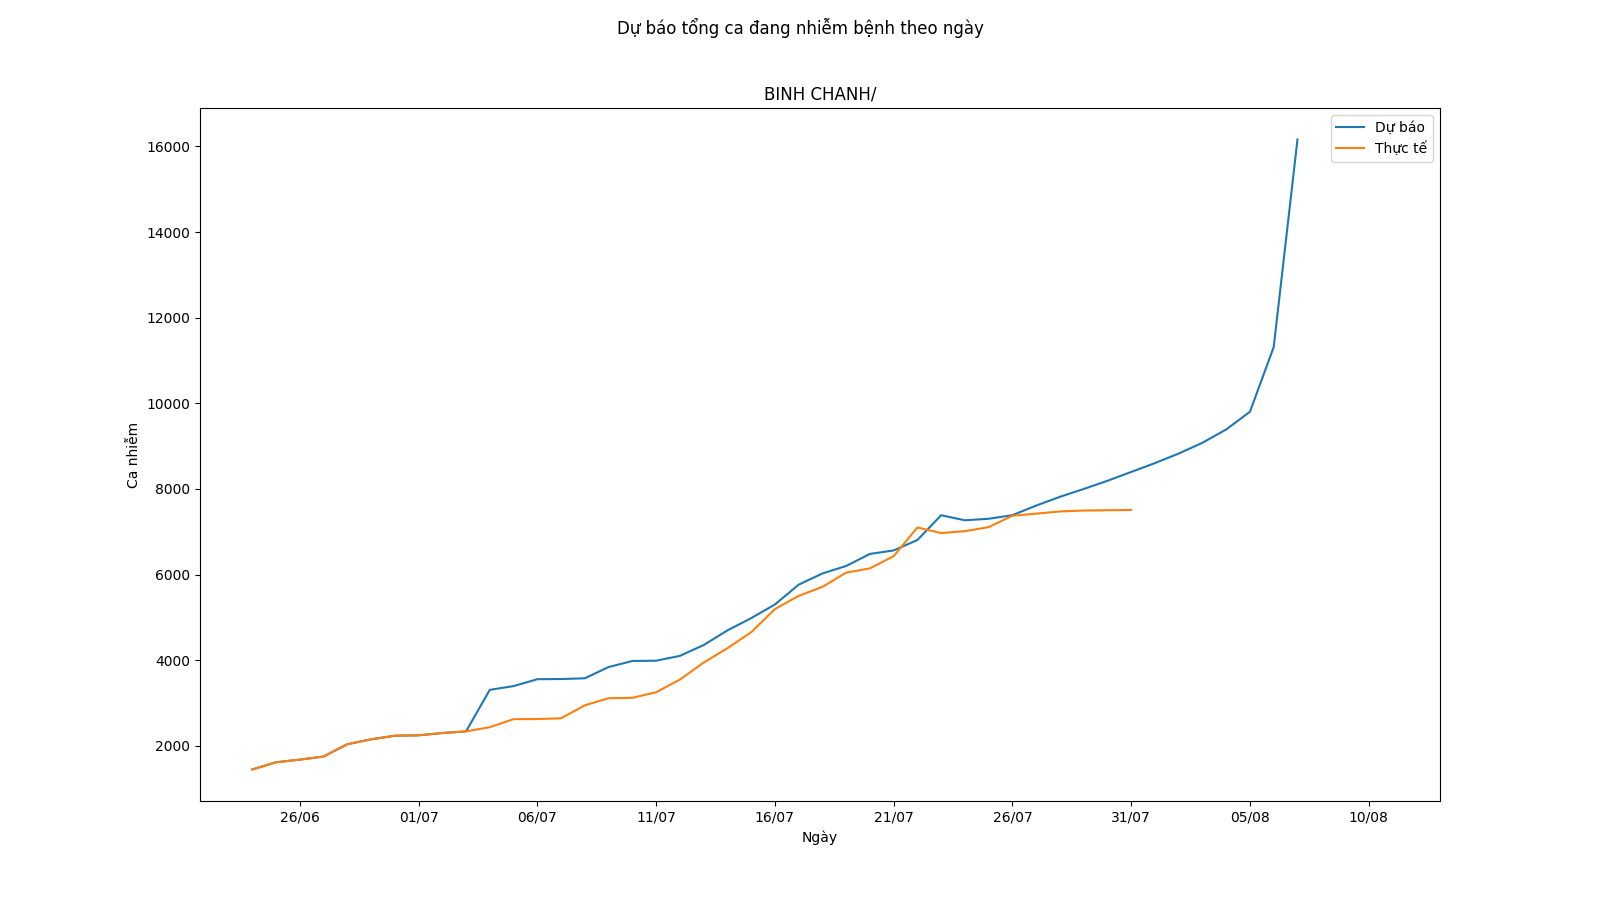 Dự báo tổng ca đang nhiễm bệnh theo ngày
BINH CHANH/
Dự báo
Thực tế
16000
14000
12000
10000
8000
6000
4000
2000
Ca nhiễm
26/06 01/07 06/07 11/07 16/07 21/07 26/07 31/07 05/08 10/08
Ngày